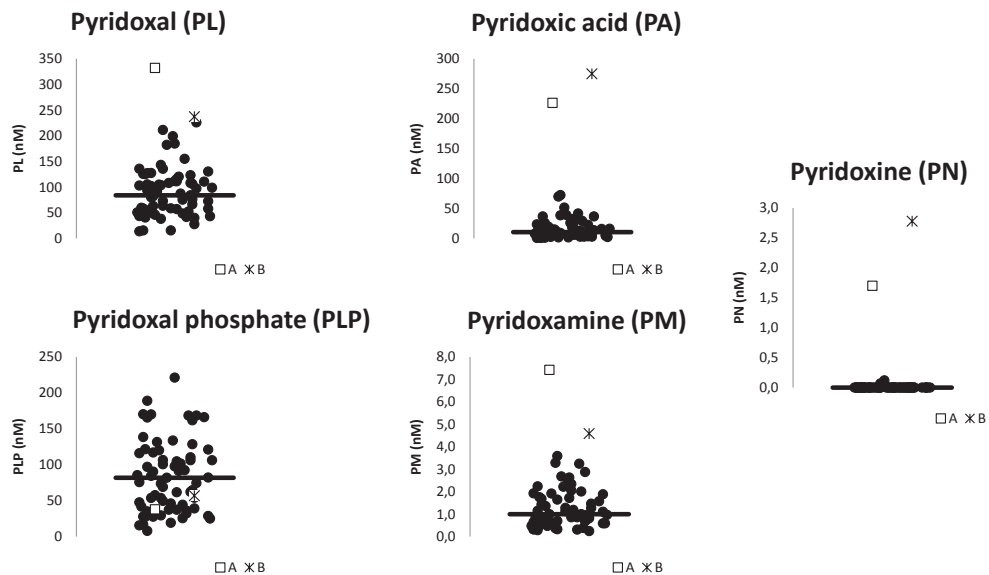 Pyridoxal (PL)
350
300
250
200
150
100
50
0
PL (nM)
A B
Pyridoxic acid (PA)
300
250
200
150
100
50
0
PA (nM)
A B
Pyridoxine (PN)
3,0
2,5
2,0
1,5
1,0
0,5
0,0
PN (nM)
A B
Pyridoxal phosphate (PLP)
250
200
150
100
50
0
PLP (nM)
A B
Pyridoxamine (PM)
8,0
7,0
6,0
5,0
4,0
3,0
2,0
1,0
0,0
PM (nM)
A B